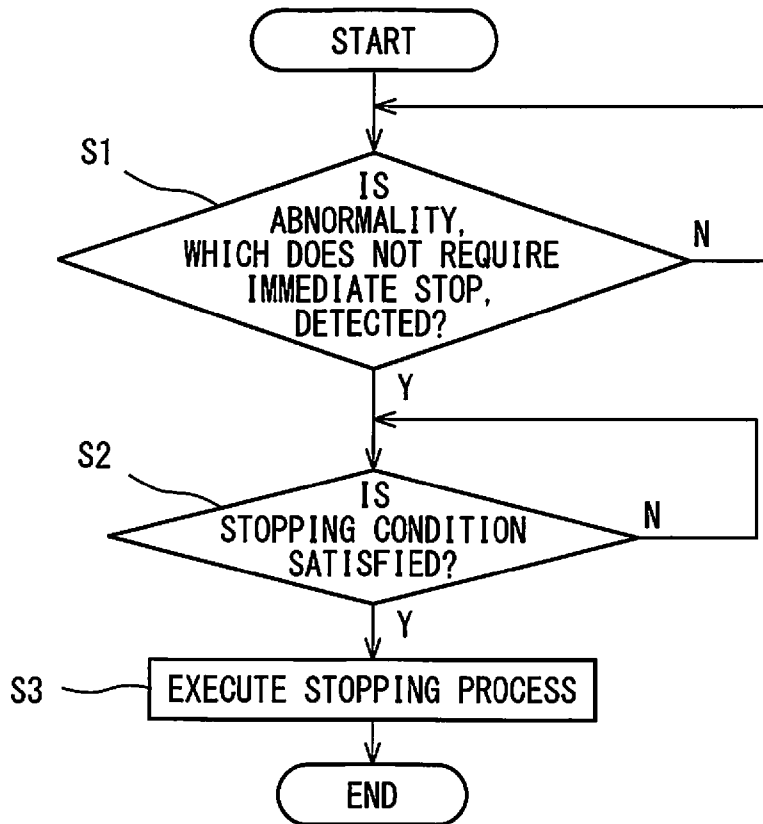 START
S1
IS
ABNORMALITY,
WHICH DOES NOT REQUIRE
IMMEDIATE STOP,
DETECTED?
N
Y
S2
IS
STOPPING CONDITION
SATISFIED?
N
Y
S3
EXECUTE STOPPING PROCESS
END